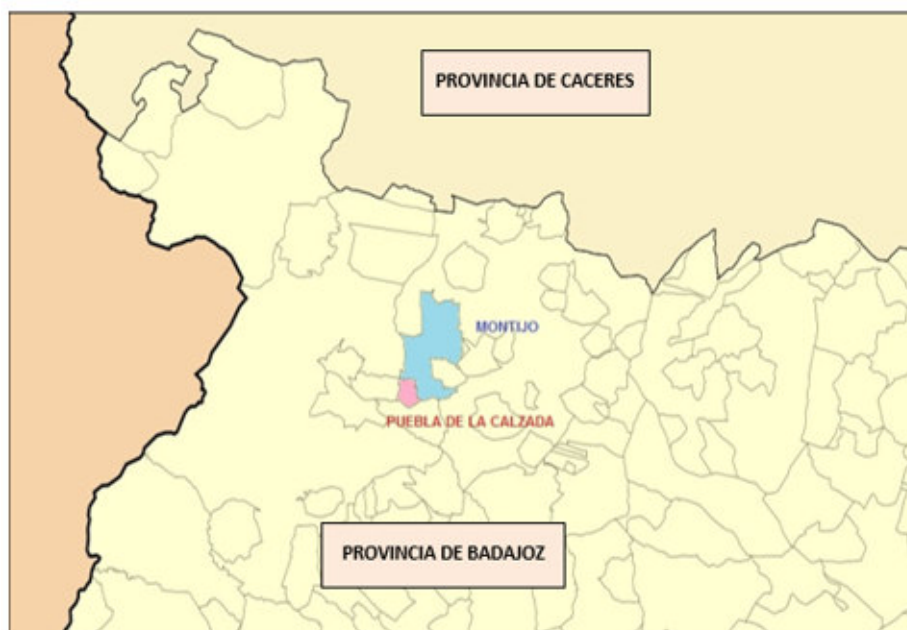 PROVINCIA DE CACERES
MONTIJO
PUEBLA DE LA CALZADA
PROVINCIA DE BADAJOZ